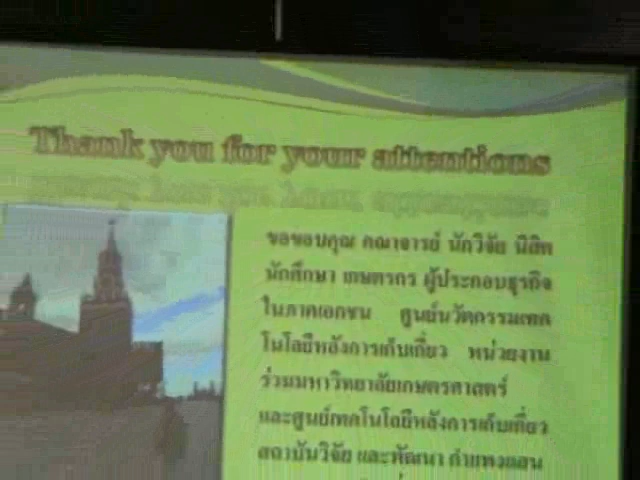 Thank you for your attentions
ขอขอบคุณ คณาจารย์ นักวิจัย นิสิต
นักศึกษา เกษตรกร ผู้ประกอบธุรกิจ
ในภาคเอกชน ศูนย์นวัตกรรมเทค
โนโลยีหลังการเก็บเกี่ยว หน่วยงาน
ร่วมมหาวิทยาลัยเกษตรศาสตร์
และศูนย์เทคโนโลยีหลังการเก็บเกี่ยว
สถาบันวิจัย และพัฒนา กำแพงแสน